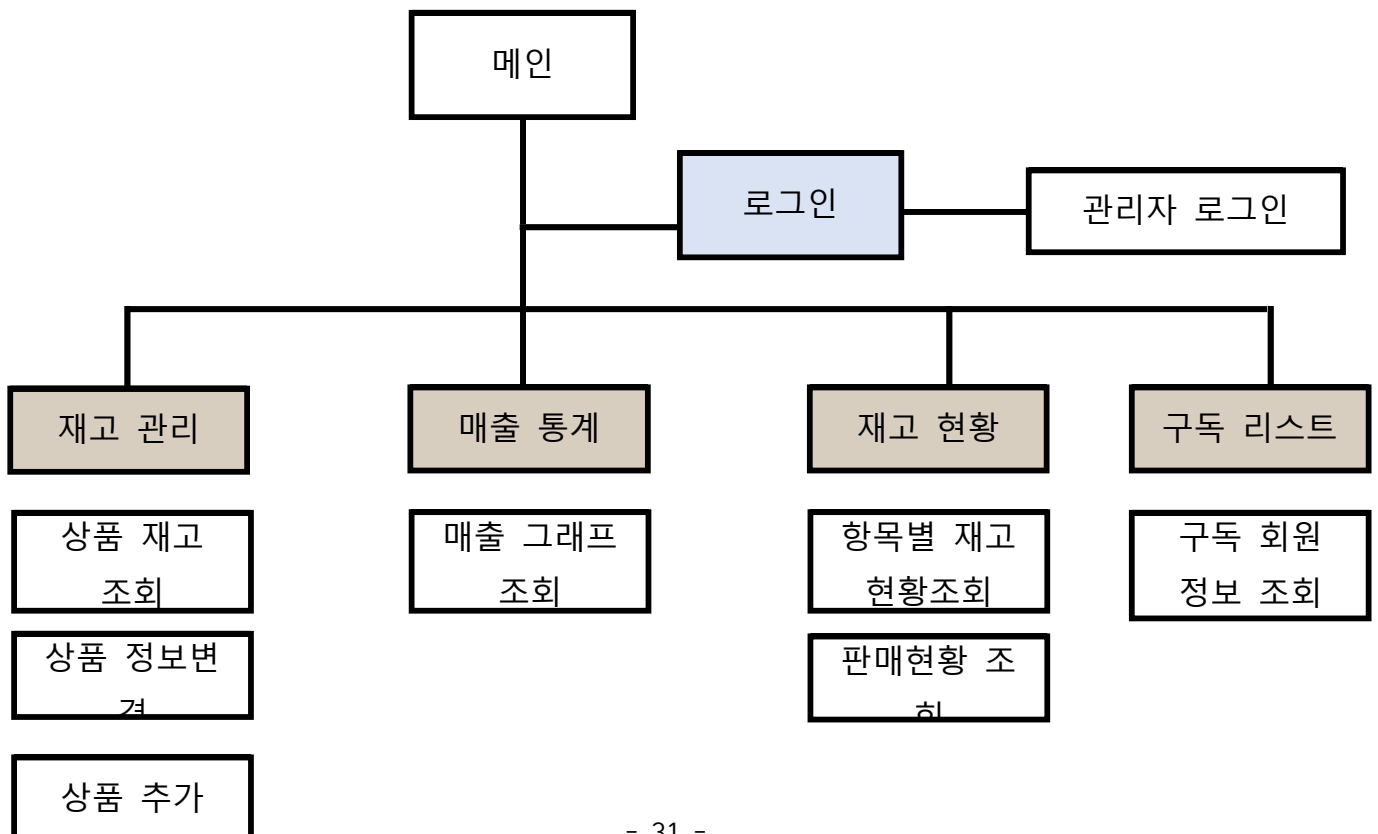 메인
로그인
관리자 로그인
재고 관리
매출 통계
재고 현황
구독 리스트
상품 재고
조회
매출 그래프
조회
항목별 재고
현황조회
구독 회원
정보 조회
상품 정보변
경
판매현황 조
회
상품 추가
- 31 -